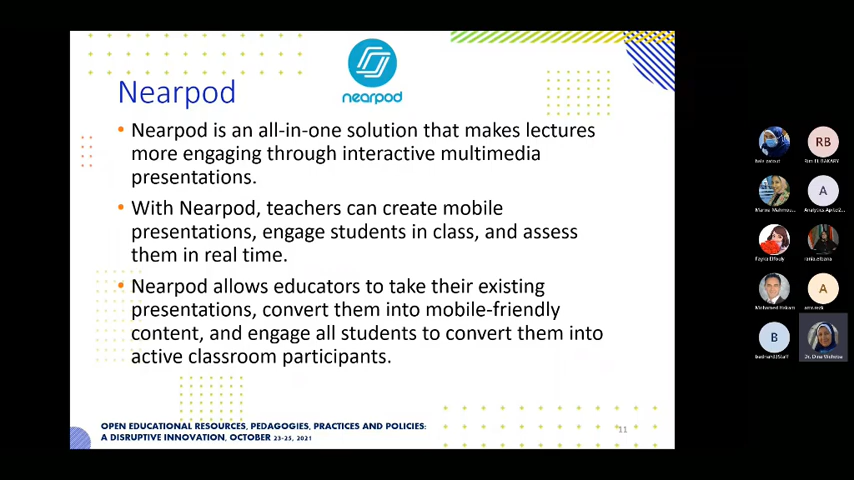 nearpod
Nearpod
• Nearpod is an all-in-one solution that makes lectures
more engaging through interactive multimedia
presentations.
• With Nearpod, teachers can create mobile
presentations, engage students in class, and assess
them in real time.
• Nearpod allows educators to take their existing
presentations, convert them into mobile-friendly
content, and engage all students to convert them into
active classroom participants.
OPEN EDUCATIONAL RESOURCES, PEDAGOGIES, PRACTICES AND POLICIES:
A DISRUPTIVE INNOVATION, OCTOBER 23-25, 2021
11
RB
A
A
B